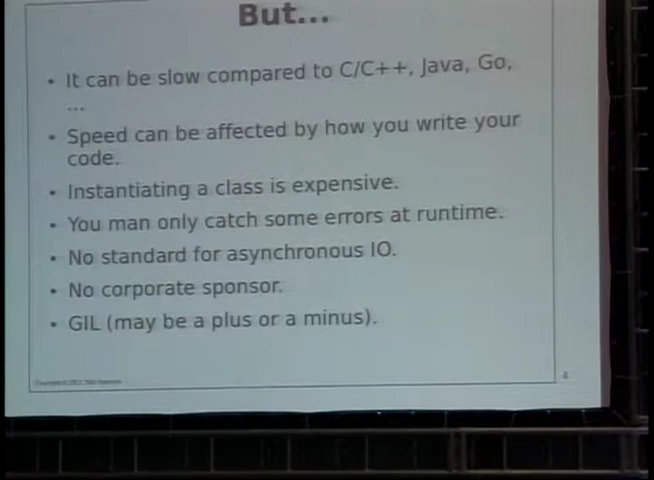 But...
• It can be slow compared to C/C++, Java, Go,
...
• Speed can be affected by how you write your
code.
• Instantiating a class is expensive.
• You man only catch some errors at runtime.
• No standard for asynchronous IO.
• No corporate sponsor.
• GIL (may be a plus or a minus).
4